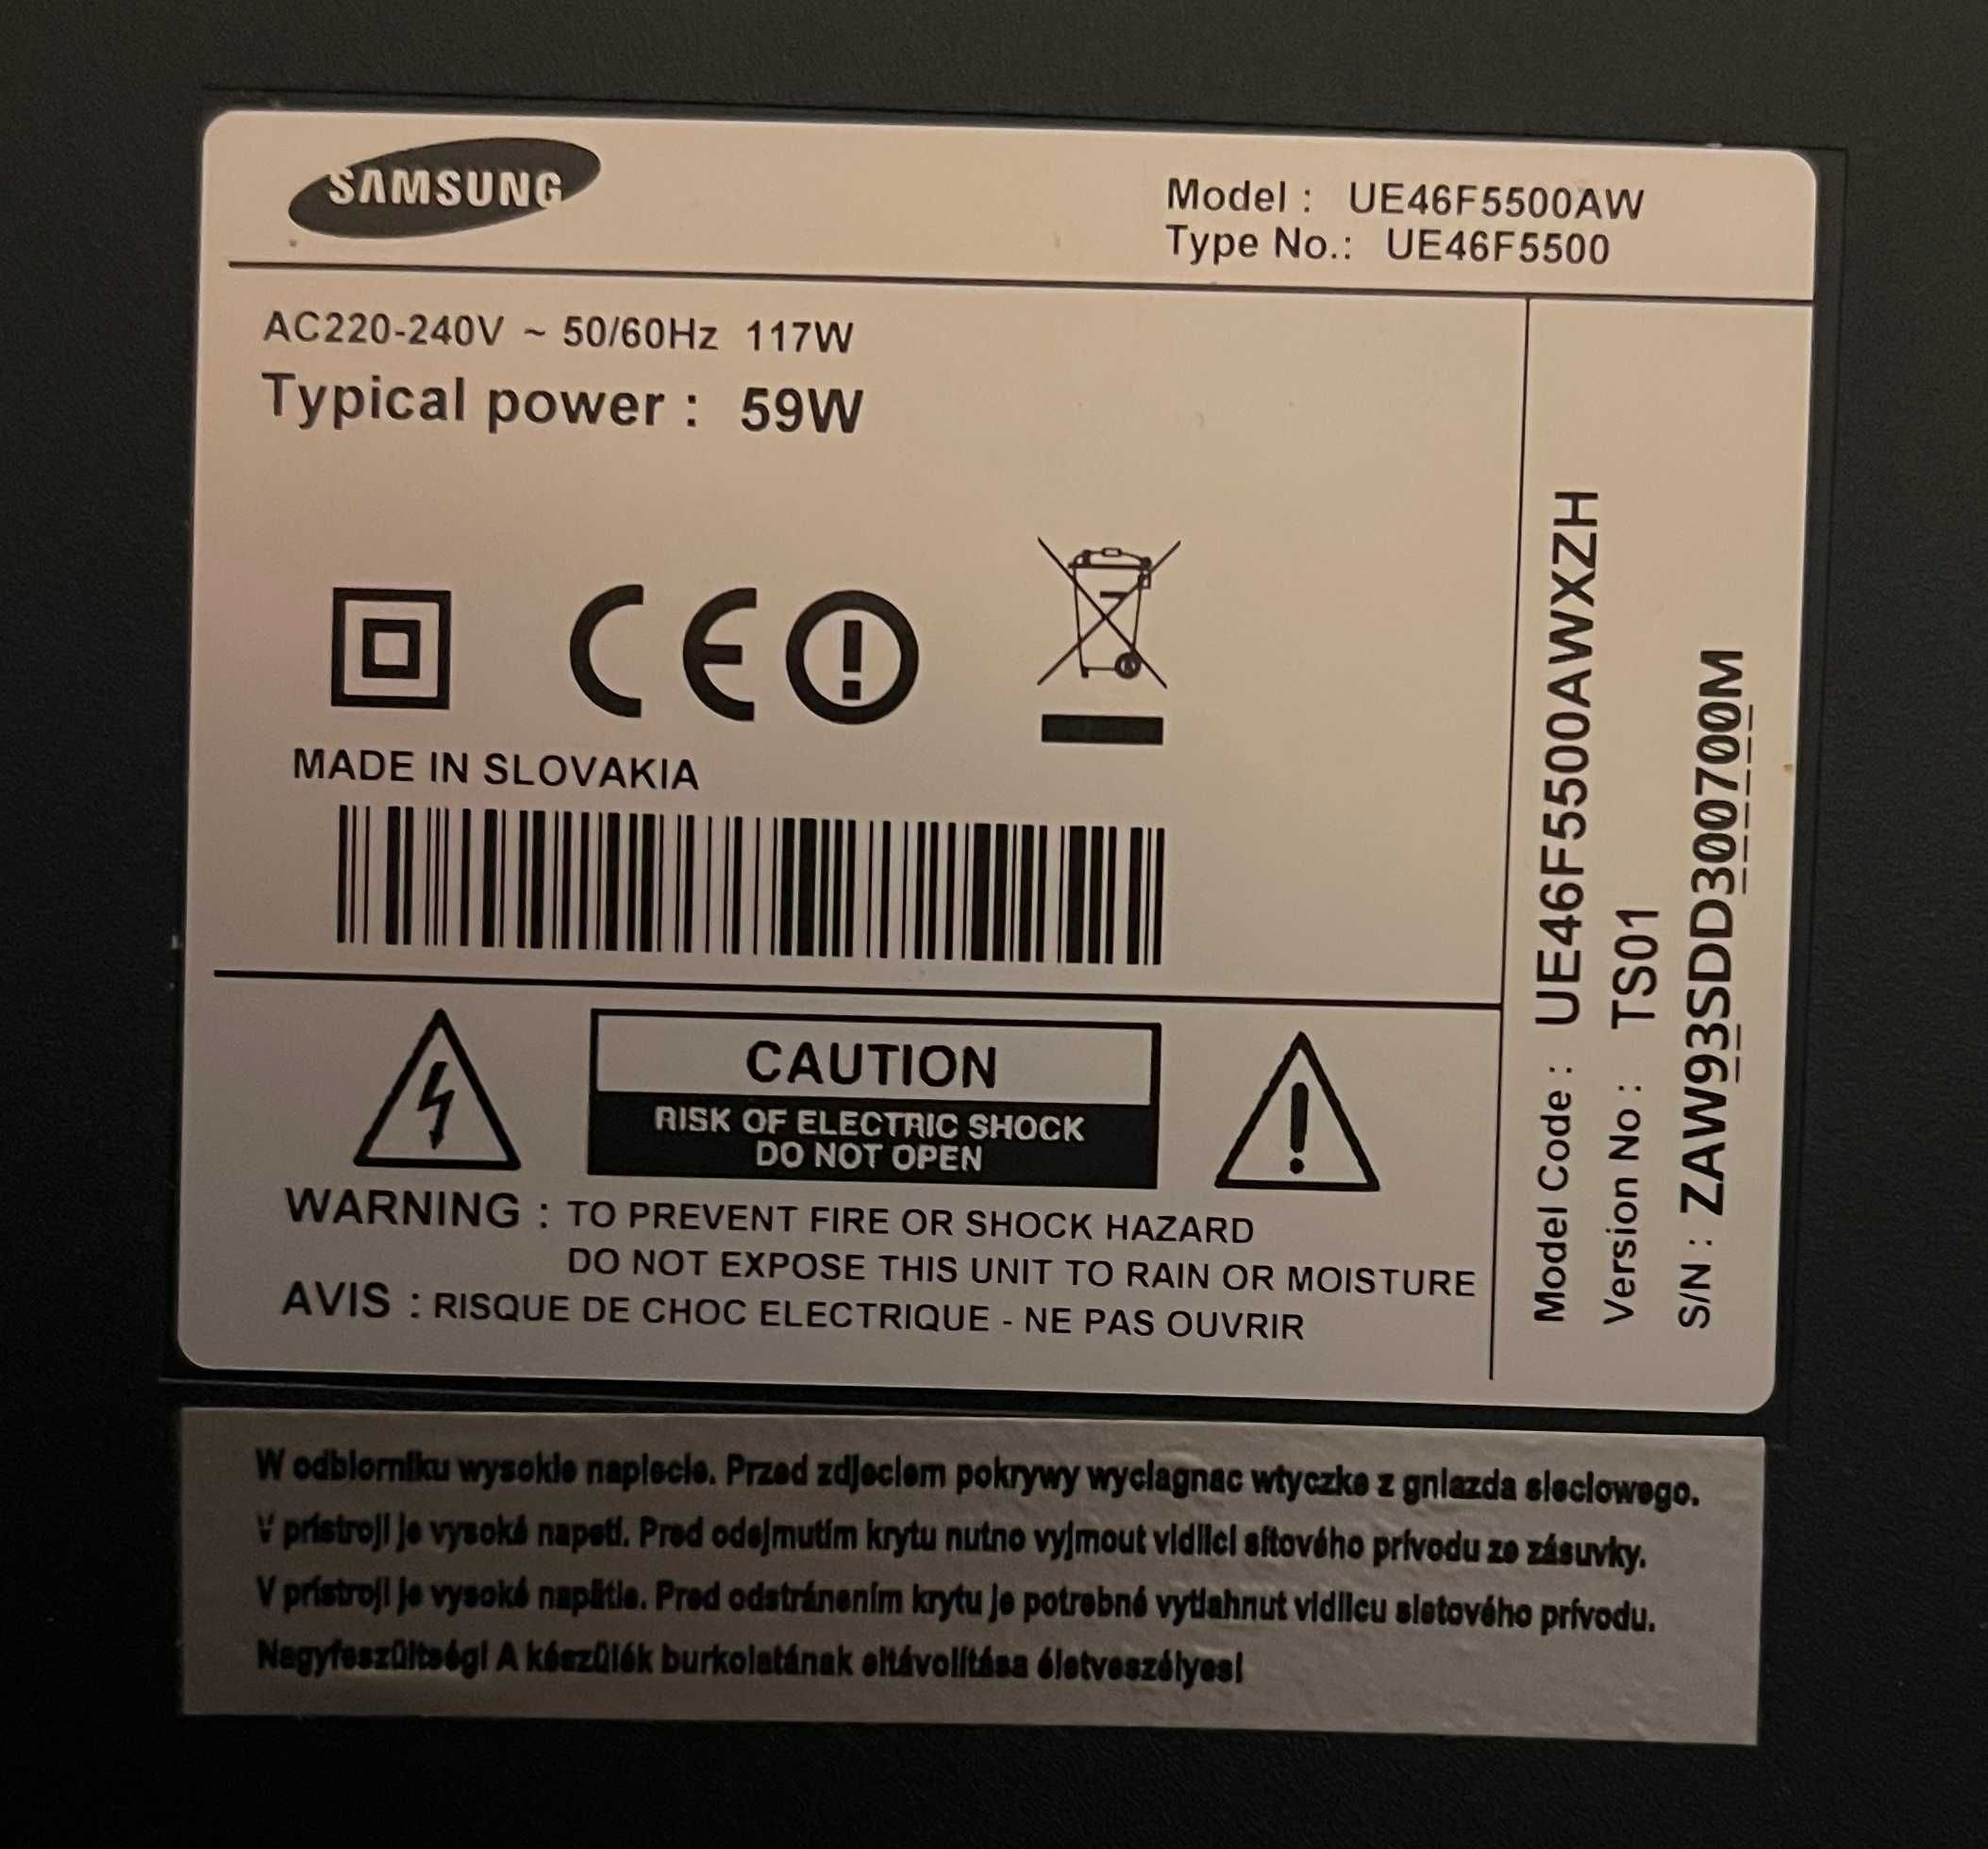 SAMSUNG
Model : UE46F5500AW
Type No.: UE46F5500
AC220-240V ~ 50/60Hz 117W
Typical power : 59W
CE
MADE IN SLOVAKIA
CAUTION
RISK OF ELECTRIC SHOCK
DO NOT OPEN
WARNING : TO PREVENT FIRE OR SHOCK HAZARD
DO NOT EXPOSE THIS UNIT TO RAIN OR MOISTURE
AVIS : RISQUE DE CHOC ELECTRIQUE - NE PAS OUVRIR
Model Code : UE46F5500AWXZH
Version No : TS01
S/N : ZAW93SDD300700M
W odbiorniku wysokie napiecie. Przed zdjeciem pokrywy wyciagnac wtyczke z gniazda sieciowego.
V prístroji je vysoké napetí. Pred odejmutím krytu nutno vyjmout vidlici sítového prívodu ze zásuvky.
V prístroji je vysoké napätie. Pred odstránením krytu je potrebné vytiahnut vidlicu sietového prívodu.
Nagyfeszültség! A készülék burkolatának eltávolítása életveszélyes!